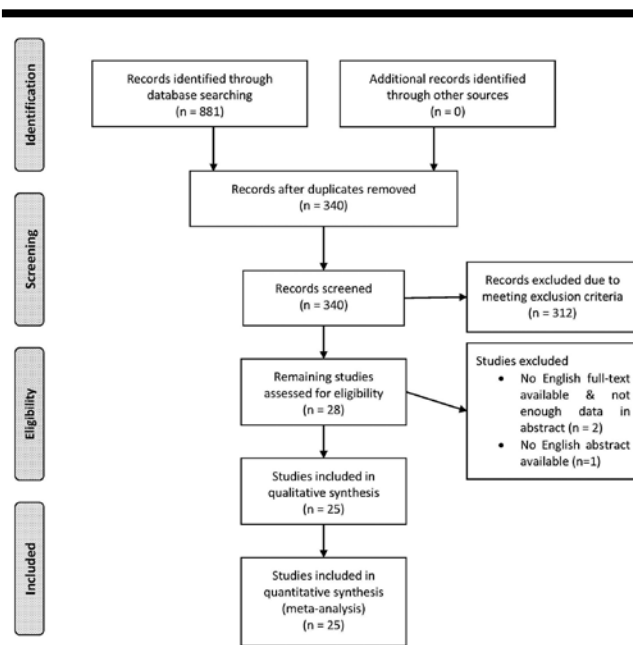 Identification
Records identified through
database searching
(n = 881)
Additional records identified
through other sources
(n = 0)
Records after duplicates removed
(n = 340)
Screening
Records screened
(n = 340)
Records excluded due to
meeting exclusion criteria
(n = 312)
Eligibility
Remaining studies
assessed for eligibility
(n = 28)
Studies excluded
• No English full-text
available & not
enough data in
abstract (n = 2)
• No English abstract
available (n=1)
Studies included in
qualitative synthesis
(n = 25)
Included
Studies included in
quantitative synthesis
(meta-analysis)
(n = 25)